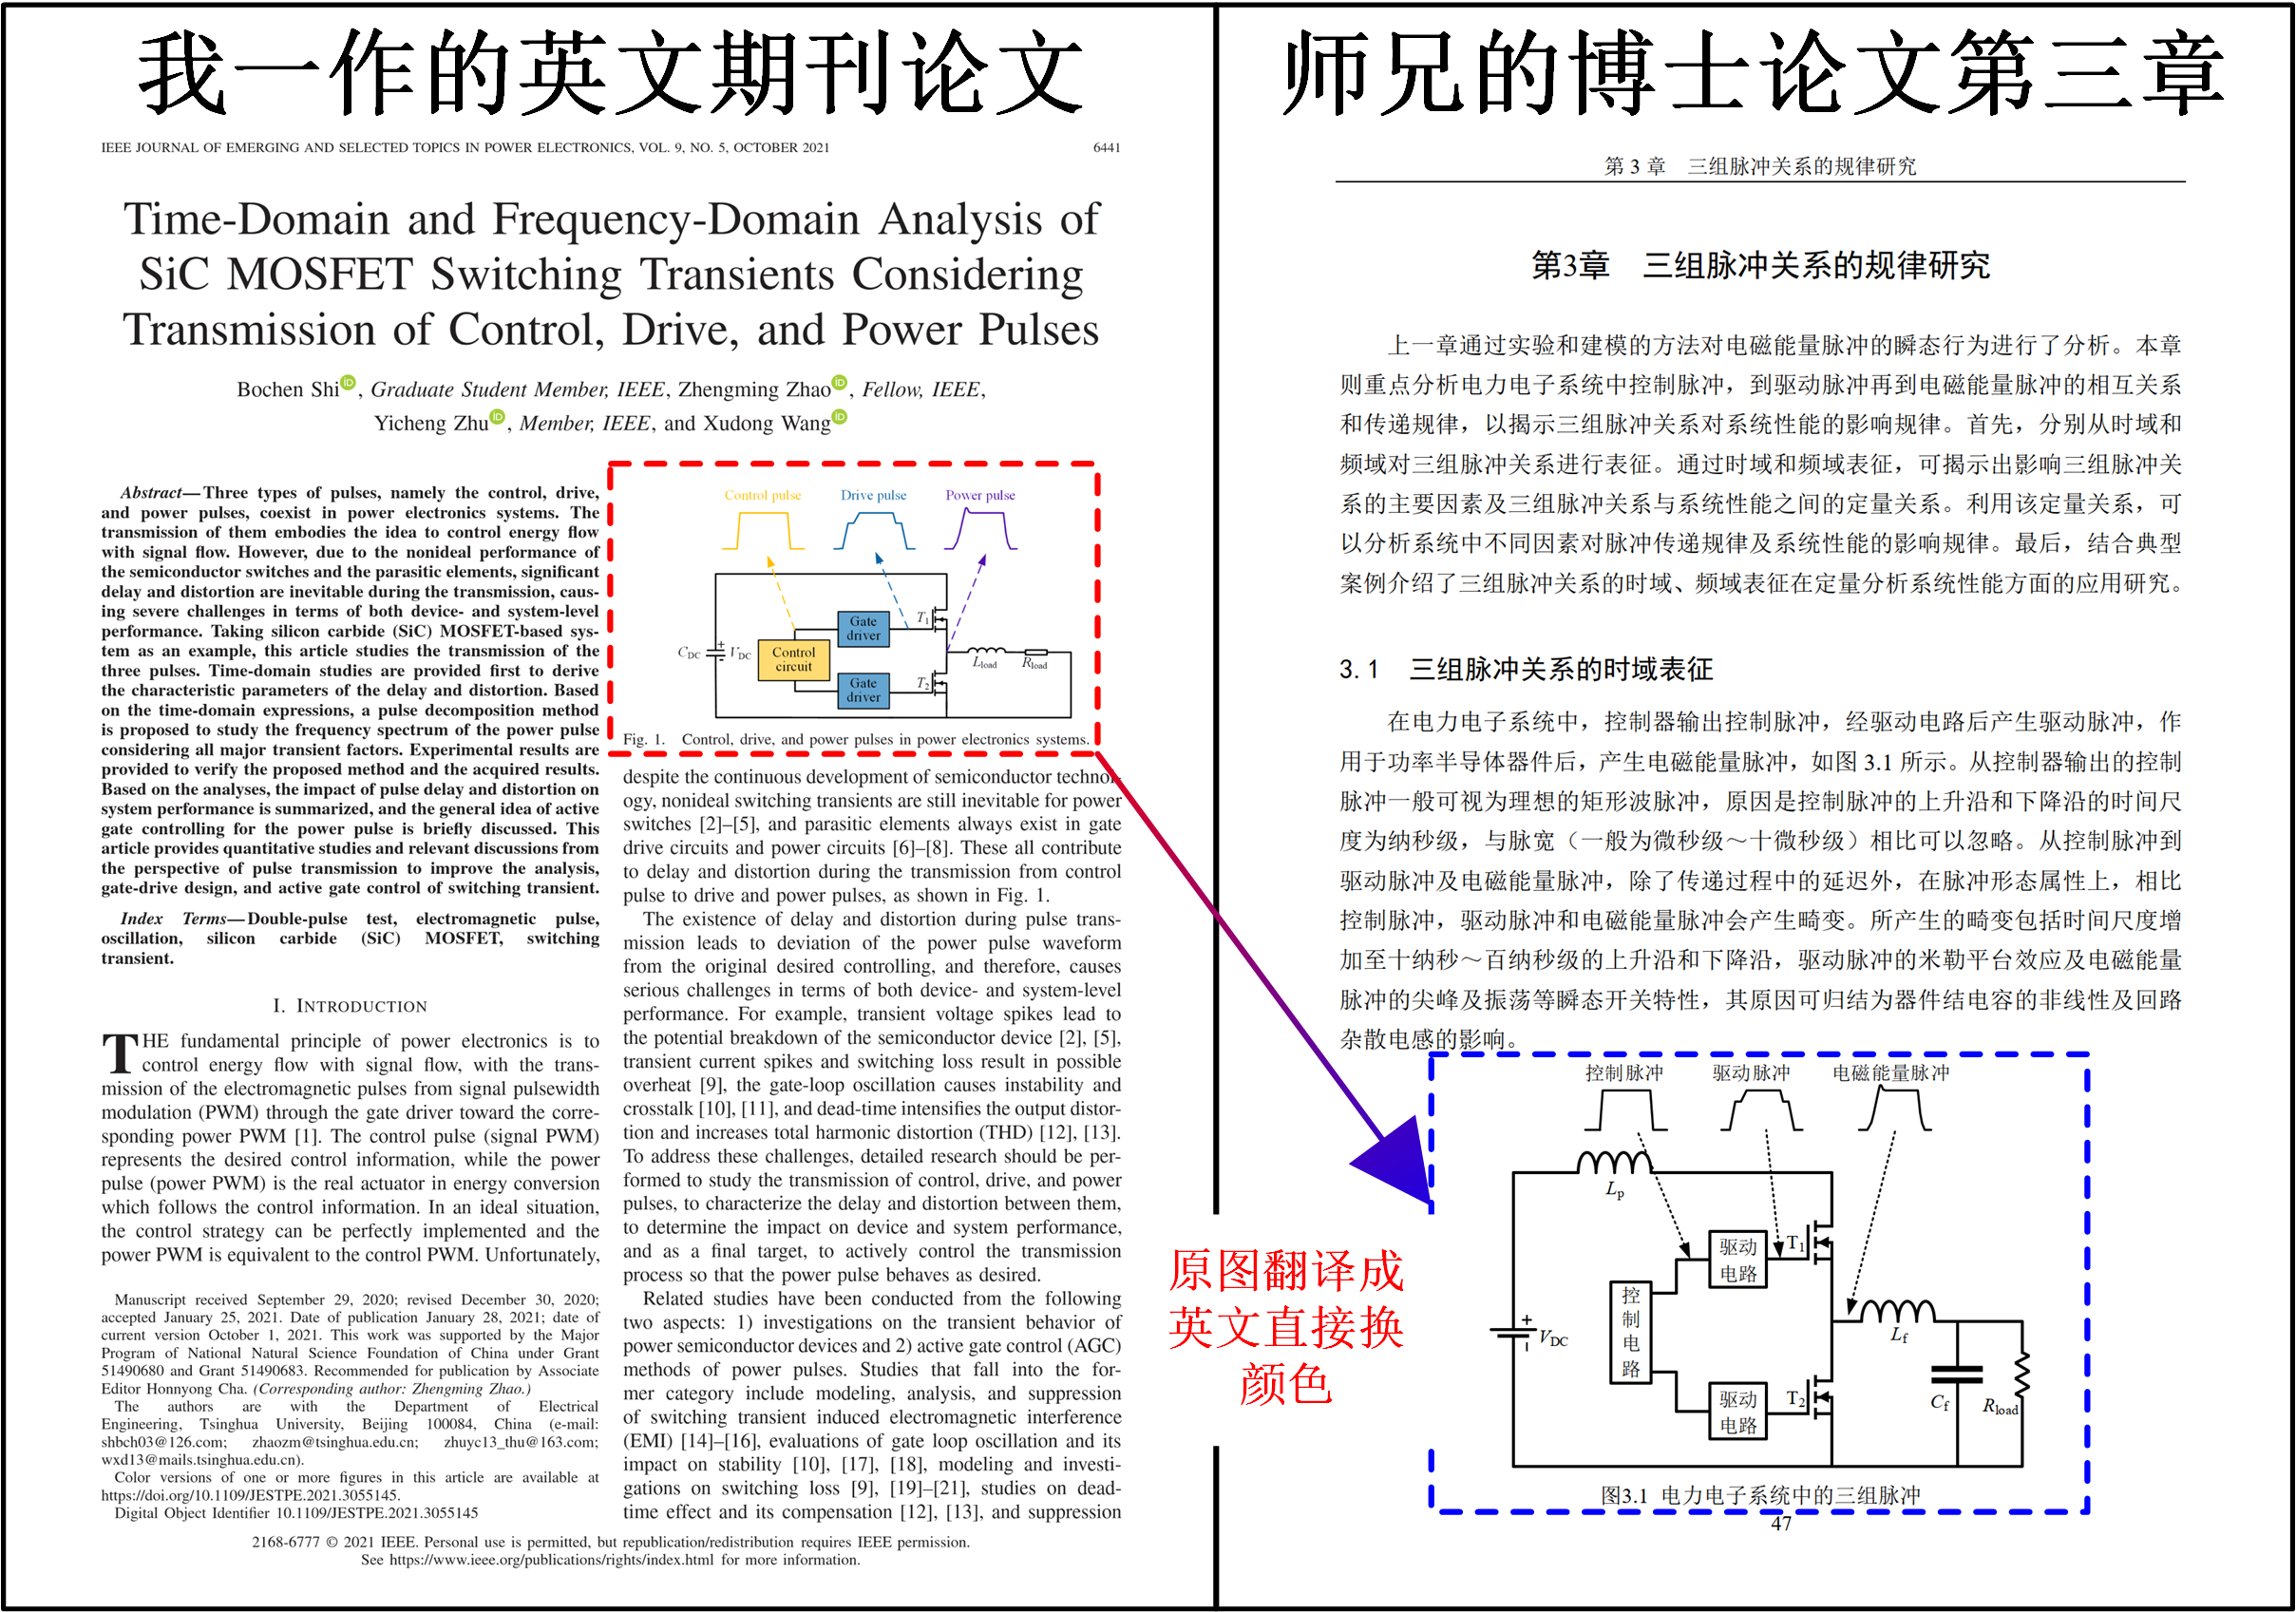 我一作的英文期刊论文
IEEE JOURNAL OF EMERGING AND SELECTED TOPICS IN POWER ELECTRONICS, VOL. 9, NO. 5, OCTOBER 2021
6441
Time-Domain and Frequency-Domain Analysis of
SiC MOSFET Switching Transients Considering
Transmission of Control, Drive, and Power Pulses
Bochen Shi, Graduate Student Member, IEEE, Zhengming Zhao, Fellow, IEEE,
Yicheng Zhu, Member, IEEE, and Xudong Wang
Abstract—Three types of pulses, namely the control, drive,
and power pulses, coexist in power electronics systems. The
transmission of them embodies the idea to control energy flow
with signal flow. However, due to the nonideal performance of
the semiconductor switches and the parasitic elements, significant
delay and distortion are inevitable during the transmission, caus-
ing severe challenges in terms of both device- and system-level
performance. Taking silicon carbide (SiC) MOSFET-based sys-
tem as an example, this article studies the transmission of the
three pulses. Time-domain studies are provided first to derive
the characteristic parameters of the delay and distortion. Based
on the time-domain expressions, a pulse decomposition method
is proposed to study the frequency spectrum of the power pulse
considering all major transient factors. Experimental results are
provided to verify the proposed method and the acquired results.
Based on the analyses, the impact of pulse delay and distortion on
system performance is summarized, and the general idea of active
gate controlling for the power pulse is briefly discussed. This
article provides quantitative studies and relevant discussions from
the perspective of pulse transmission to improve the analysis,
gate-drive design, and active gate control of switching transient.
Index Terms—Double-pulse test, electromagnetic pulse,
oscillation, silicon carbide (SiC) MOSFET, switching
transient.
I. INTRODUCTION
THE fundamental principle of power electronics is to
control energy flow with signal flow, with the trans-
mission of the electromagnetic pulses from signal pulsewidth
modulation (PWM) through the gate driver toward the corre-
sponding power PWM [1]. The control pulse (signal PWM)
represents the desired control information, while the power
pulse (power PWM) is the real actuator in energy conversion
which follows the control information. In an ideal situation,
the control strategy can be perfectly implemented and the
power PWM is equivalent to the control PWM. Unfortunately,
Manuscript received September 29, 2020; revised December 30, 2020;
accepted January 25, 2021. Date of publication January 28, 2021; date of
current version October 1, 2021. This work was supported by the Major
Program of National Natural Science Foundation of China under Grant
51490680 and Grant 51490683. Recommended for publication by Associate
Editor Honnyong Cha. (Corresponding author: Zhengming Zhao.)
The authors are with the Department of Electrical
Engineering, Tsinghua University, Beijing 100084, China (e-mail:
shbch03@126.com; zhaozm@tsinghua.edu.cn; zhuyc13_thu@163.com;
wxd13@mails.tsinghua.edu.cn).
Color versions of one or more figures in this article are available at
https://doi.org/10.1109/JESTPE.2021.3055145.
Digital Object Identifier 10.1109/JESTPE.2021.3055145
Control pulse Drive pulse Power pulse
Gate
driver
T1
CDC
+
VDC
-
Control
circuit
Lload
Rload
Gate
driver
T2
Fig. 1. Control, drive, and power pulses in power electronics systems.
despite the continuous development of semiconductor technol-
ogy, nonideal switching transients are still inevitable for power
switches [2]–[5], and parasitic elements always exist in gate
drive circuits and power circuits [6]–[8]. These all contribute
to delay and distortion during the transmission from control
pulse to drive and power pulses, as shown in Fig. 1.
The existence of delay and distortion during pulse trans-
mission leads to deviation of the power pulse waveform
from the original desired controlling, and therefore, causes
serious challenges in terms of both device- and system-level
performance. For example, transient voltage spikes lead to
the potential breakdown of the semiconductor device [2], [5],
transient current spikes and switching loss result in possible
overheat [9], the gate-loop oscillation causes instability and
crosstalk [10], [11], and dead-time intensifies the output distor-
tion and increases total harmonic distortion (THD) [12], [13].
To address these challenges, detailed research should be per-
formed to study the transmission of control, drive, and power
pulses, to characterize the delay and distortion between them,
to determine the impact on device and system performance,
and as a final target, to actively control the transmission
process so that the power pulse behaves as desired.
Related studies have been conducted from the following
two aspects: 1) investigations on the transient behavior of
power semiconductor devices and 2) active gate control (AGC)
methods of power pulses. Studies that fall into the for-
mer category include modeling, analysis, and suppression
of switching transient induced electromagnetic interference
(EMI) [14]–[16], evaluations of gate loop oscillation and its
impact on stability [10], [17], [18], modeling and investi-
gations on switching loss [9], [19]–[21], studies on dead-
time effect and its compensation [12], [13], and suppression
2168-6777 © 2021 IEEE. Personal use is permitted, but republication/redistribution requires IEEE permission.
See https://www.ieee.org/publications/rights/index.html for more information.
原图翻译成
英文直接换
颜色
师兄的博士论文第三章
第 3 章 三组脉冲关系的规律研究
第3章 三组脉冲关系的规律研究
上一章通过实验和建模的方法对电磁能量脉冲的瞬态行为进行了分析。本章
则重点分析电力电子系统中控制脉冲，到驱动脉冲再到电磁能量脉冲的相互关系
和传递规律，以揭示三组脉冲关系对系统性能的影响规律。首先，分别从时域和
频域对三组脉冲关系进行表征。通过时域和频域表征，可揭示出影响三组脉冲关
系的主要因素及三组脉冲关系与系统性能之间的定量关系。利用该定量关系，可
以分析系统中不同因素对脉冲传递规律及系统性能的影响规律。最后，结合典型
案例介绍了三组脉冲关系的时域、频域表征在定量分析系统性能方面的应用研究。
3.1 三组脉冲关系的时域表征
在电力电子系统中，控制器输出控制脉冲，经驱动电路后产生驱动脉冲，作
用于功率半导体器件后，产生电磁能量脉冲，如图 3.1 所示。从控制器输出的控制
脉冲一般可视为理想的矩形波脉冲，原因是控制脉冲的上升沿和下降沿的时间尺
度为纳秒级，与脉宽（一般为微秒级～十微秒级）相比可以忽略。从控制脉冲到
驱动脉冲及电磁能量脉冲，除了传递过程中的延迟外，在脉冲形态属性上，相比
控制脉冲，驱动脉冲和电磁能量脉冲会产生畸变。所产生的畸变包括时间尺度增
加至十纳秒～百纳秒级的上升沿和下降沿，驱动脉冲的米勒平台效应及电磁能量
脉冲的尖峰及振荡等瞬态开关特性，其原因可归结为器件结电容的非线性及回路
杂散电感的影响。
控制脉冲 驱动脉冲 电磁能量脉冲
Lp
驱动
电路
T1
控
制
电
路
+
VDC
-
Lf
Cf
Rload
驱动
电路
T2
图3.1 电力电子系统中的三组脉冲
47